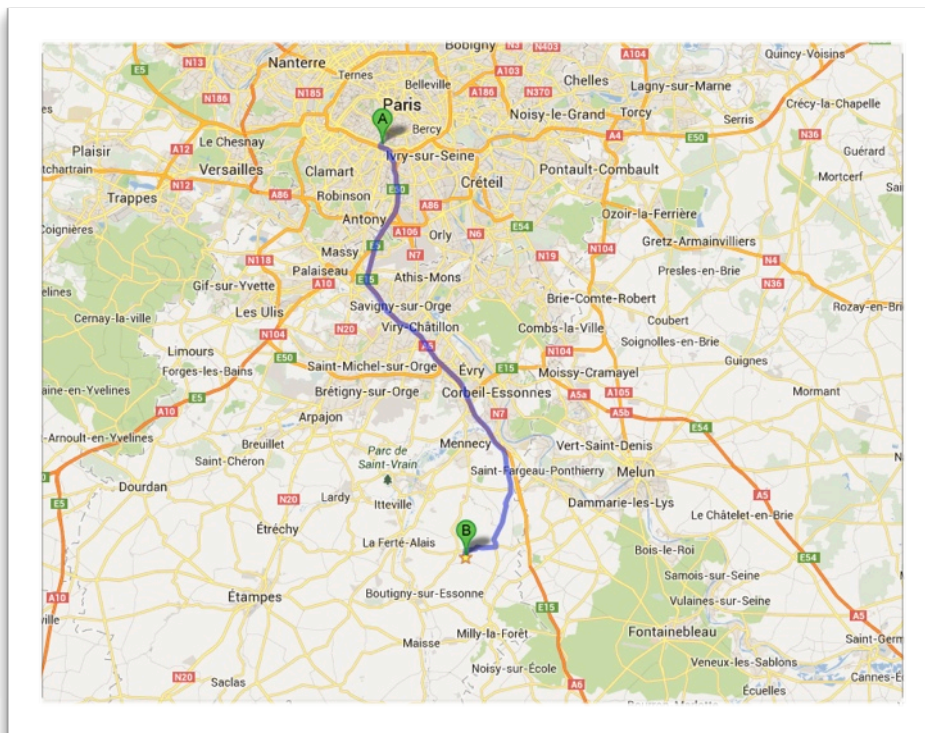 Bobigny
N3
N403
A104
Quincy-Voisins
Nanterre
N13
E5
Ternes
A103
Chelles
Belleville
Lagny-sur-Marne
N186
N185
Paris
A186
N370
Crécy-la-Chapelle
A
Noisy-le-Grand
Torcy
Serris
Bercy
A4
E50
N36
Le Chesnay
A12
Plaisir
Ivry-sur-Seine
Guérard
Versailles
Clamart
Pontault-Combault
Mortcerf
N12
Trappes
A86
Robinson
E50
Créteil
A86
Antony
Ozoir-la-Ferrière
Coignières
A106
Orly
N6
E54
Gretz-Armainvilliers
Massy
E5
N7
N104
N19
N118
N4
Palaiseau
E15
Athis-Mons
Presles-en-Brie
Gif-sur-Yvette
A10
N36
Brie-Comte-Robert
Savigny-sur-Orge
Cernay-la-ville
Les Ulis
Coubert
N20
Viry-Châtillon
Combs-la-Ville
N104
Soignolles-en-Brie
Limours
E50
N104
Guignes
Forges-les-Bains
Saint-Michel-sur-Orge
Évry
E15
Moissy-Cramayel
Brétigny-sur-Orge
Corbeil-Essonnes
A5a
A105
Mormant
E5
A10
Arpajon
N7
A5b
E54
Breuillet
Mennecy
Vert-Saint-Denis
Parc de
Saint-Vrain
Saint-Chéron
Saint-Fargeau-Ponthierry
Melun
Dourdan
N20
Lardy
Itteville
Dammarie-les-Lys
A5
E5
Le Châtelet-en-Brie
Étréchy
B
La Ferté-Alais
Bois-le-Roi
E54
Samois-sur-Seine
A10
Étampes
Boutigny-sur-Essonne
Vulaines-sur-Seine
E15
A5
Milly-la-Forêt
Fontainebleau
Maisse
Noisy-sur-École
Veneux-les-Sablons
N20
Saclas
A6
Écuelles